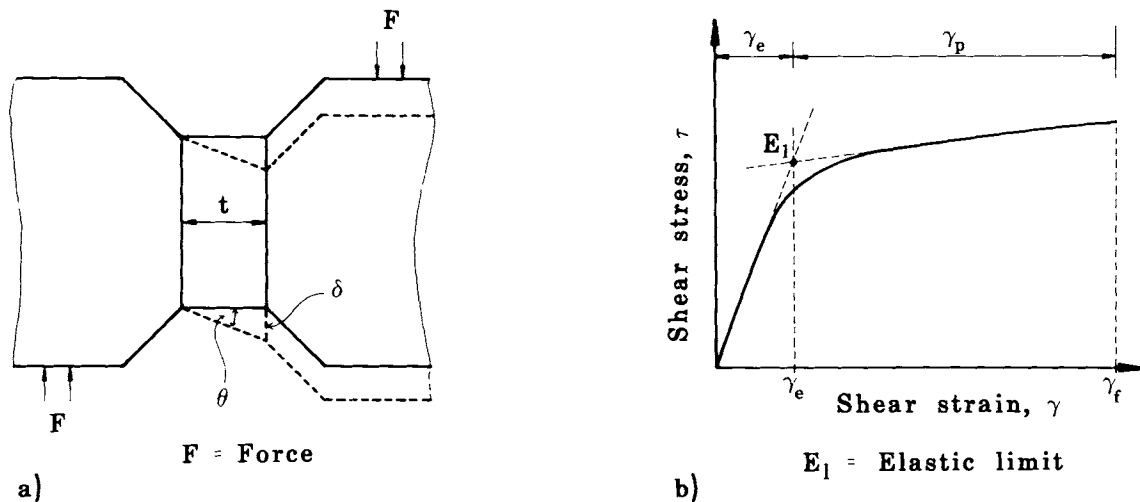 F
t
δ
θ
F
F = Force
a)
γe
γp
E1
Shear stress, τ
γe
γf
Shear strain, γ
E1 = Elastic limit
b)